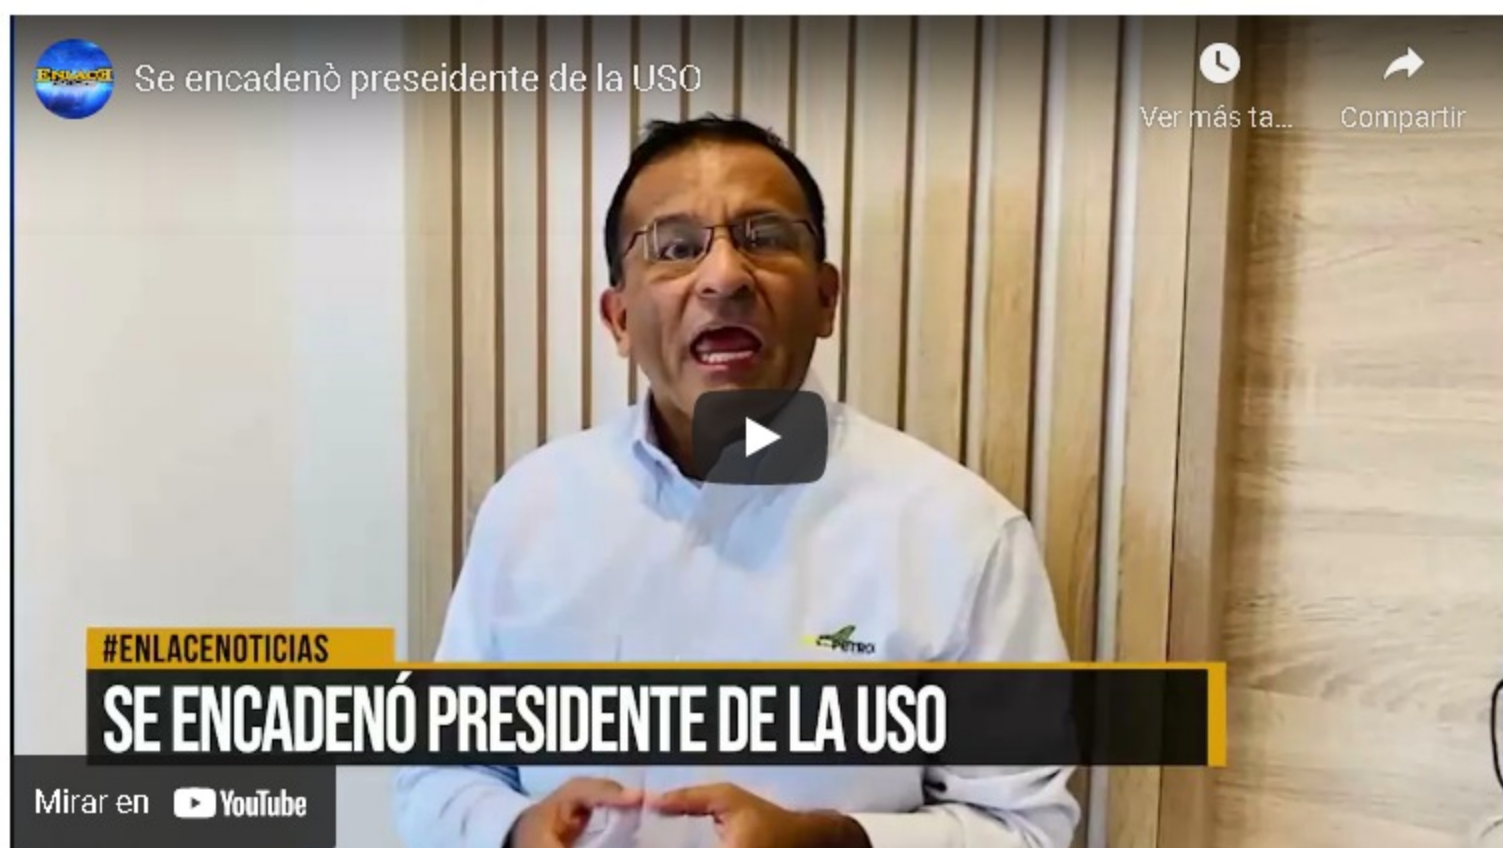 ENLACE
Se encadenò preseidente de la USO
Ver más ta...
Compartir
#ENLACENOTICIAS
SE ENCADENÓ PRESIDENTE DE LA USO
Mirar en YouTube